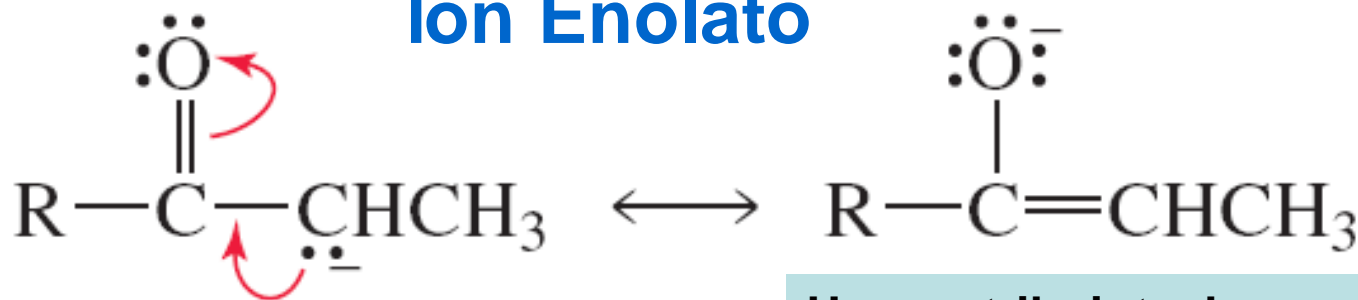 Ion Enolato
O O−
R—C—CHCH₃ ⟷ R—C=CHCH₃
−